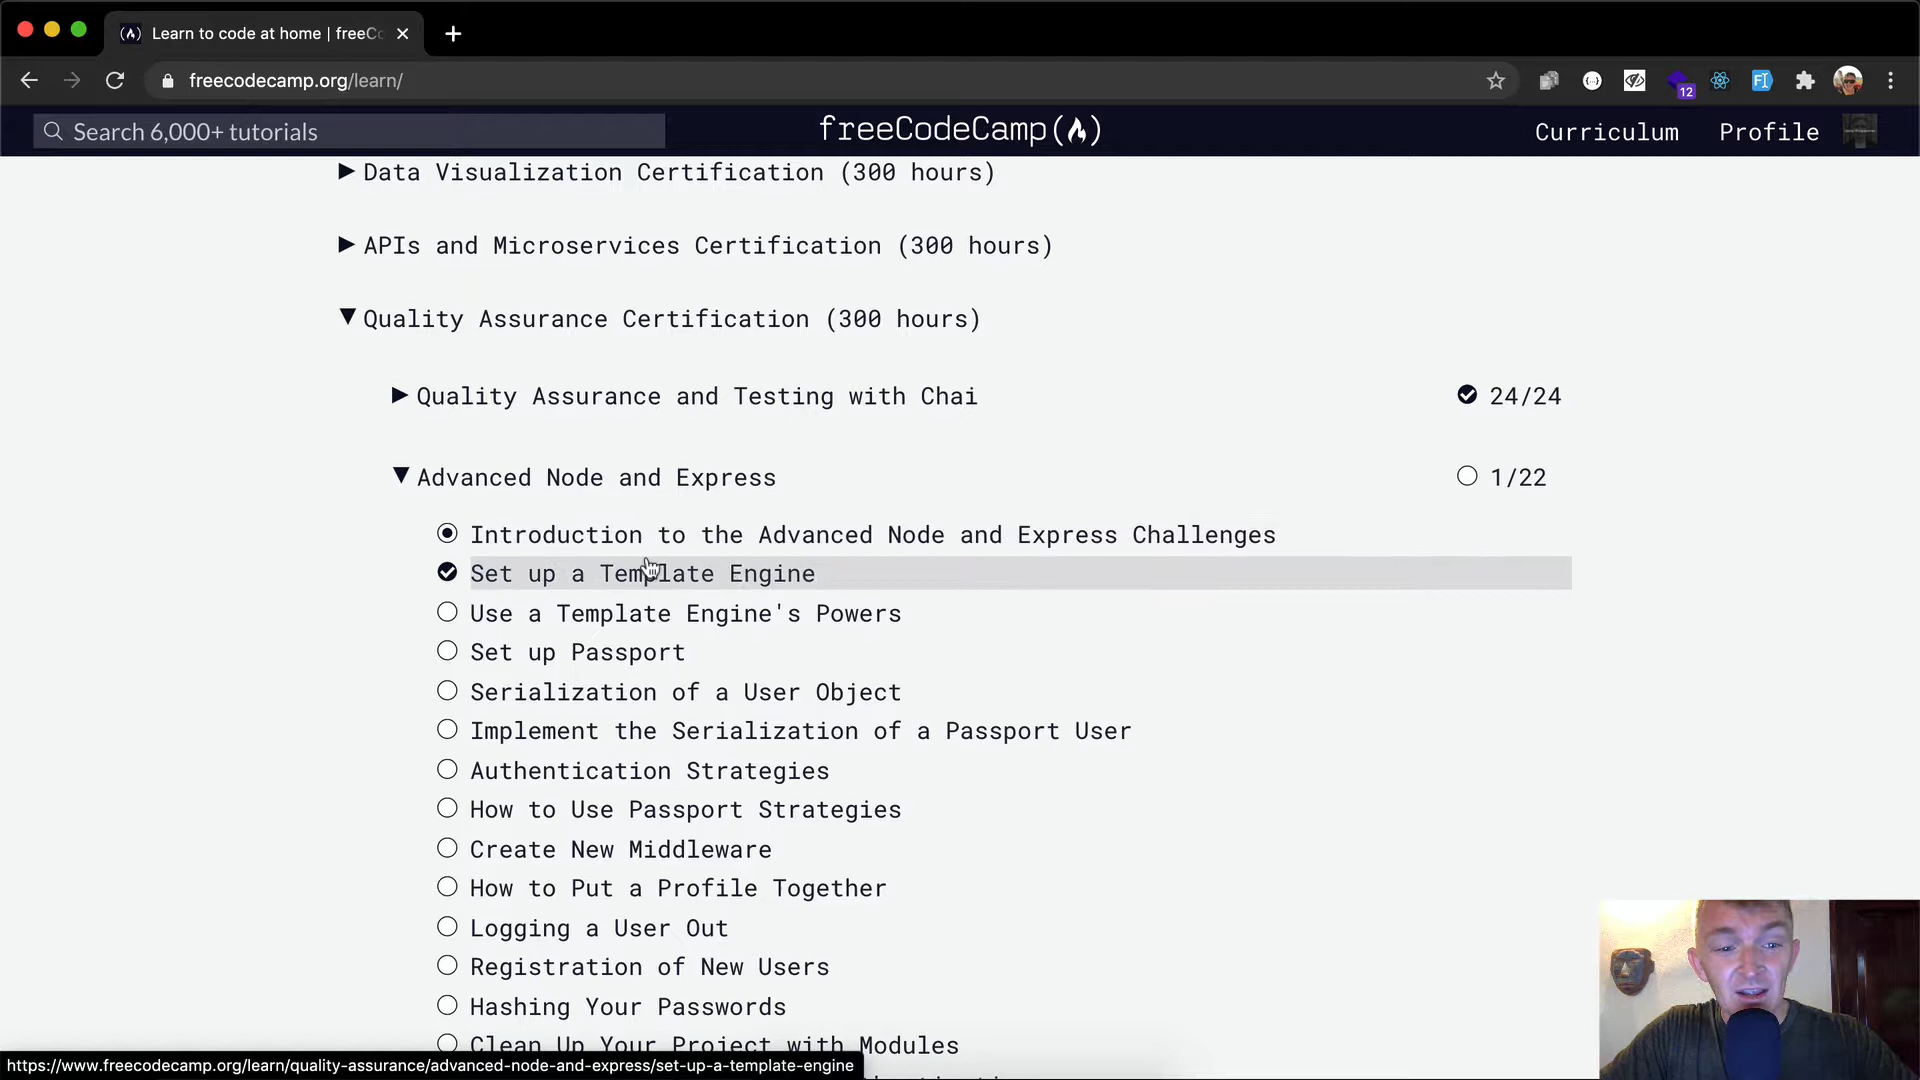 Learn to code at home | freeCo
freecodecamp.org/learn/
12
Search 6,000+ tutorials
freeCodeCamp
Curriculum
Profile
Data Visualization Certification (300 hours)
APIs and Microservices Certification (300 hours)
Quality Assurance Certification (300 hours)
Quality Assurance and Testing with Chai
24/24
Advanced Node and Express
1/22
Introduction to the Advanced Node and Express Challenges
Set up a Template Engine
Use a Template Engine's Powers
Set up Passport
Serialization of a User Object
Implement the Serialization of a Passport User
Authentication Strategies
How to Use Passport Strategies
Create New Middleware
How to Put a Profile Together
Logging a User Out
Registration of New Users
Hashing Your Passwords
Clean Up Your Project with Modules
https://www.freecodecamp.org/learn/quality-assurance/advanced-node-and-express/set-up-a-template-engine